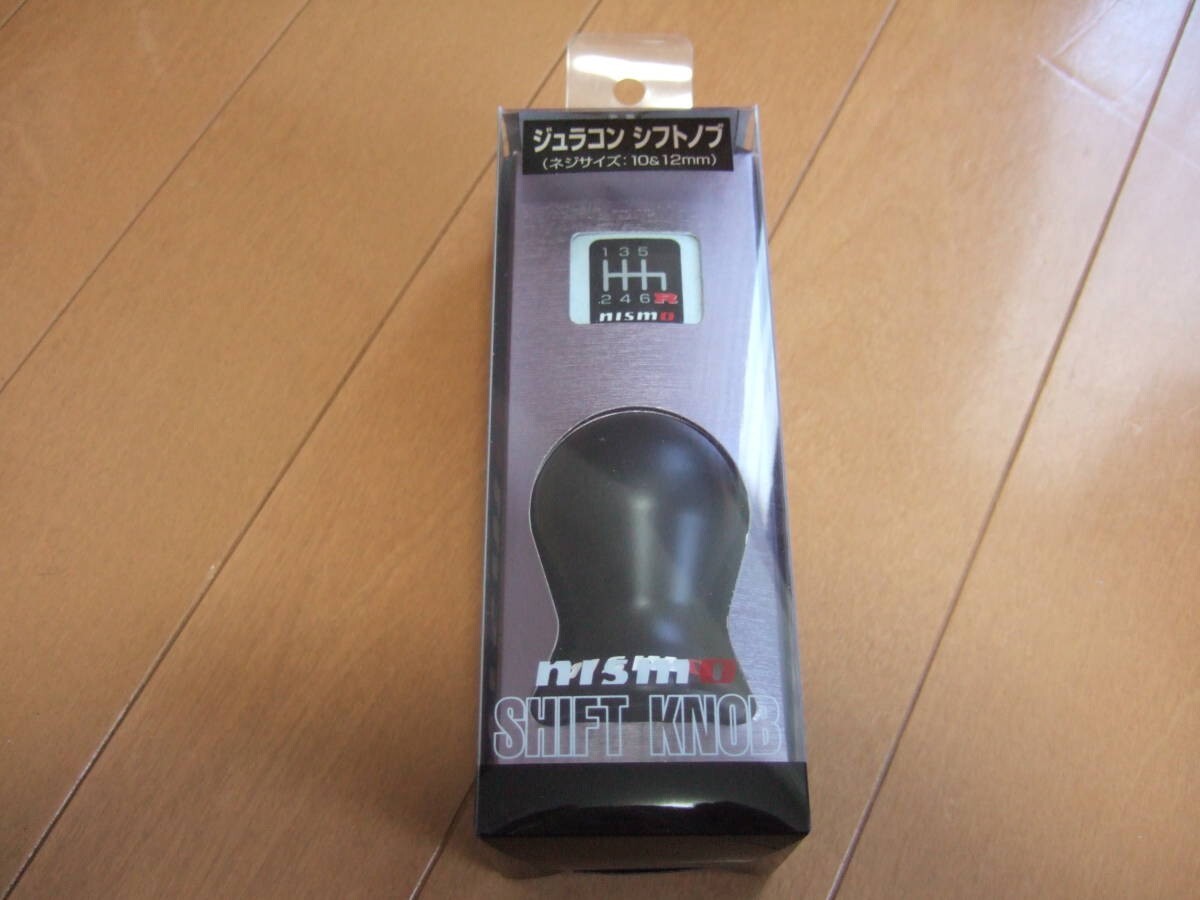 ジュラコン シフトノブ
(ネジサイズ:10&12mm)
1 3 5
2 4 6 R
nismo
nismo
SHIFT KNOB